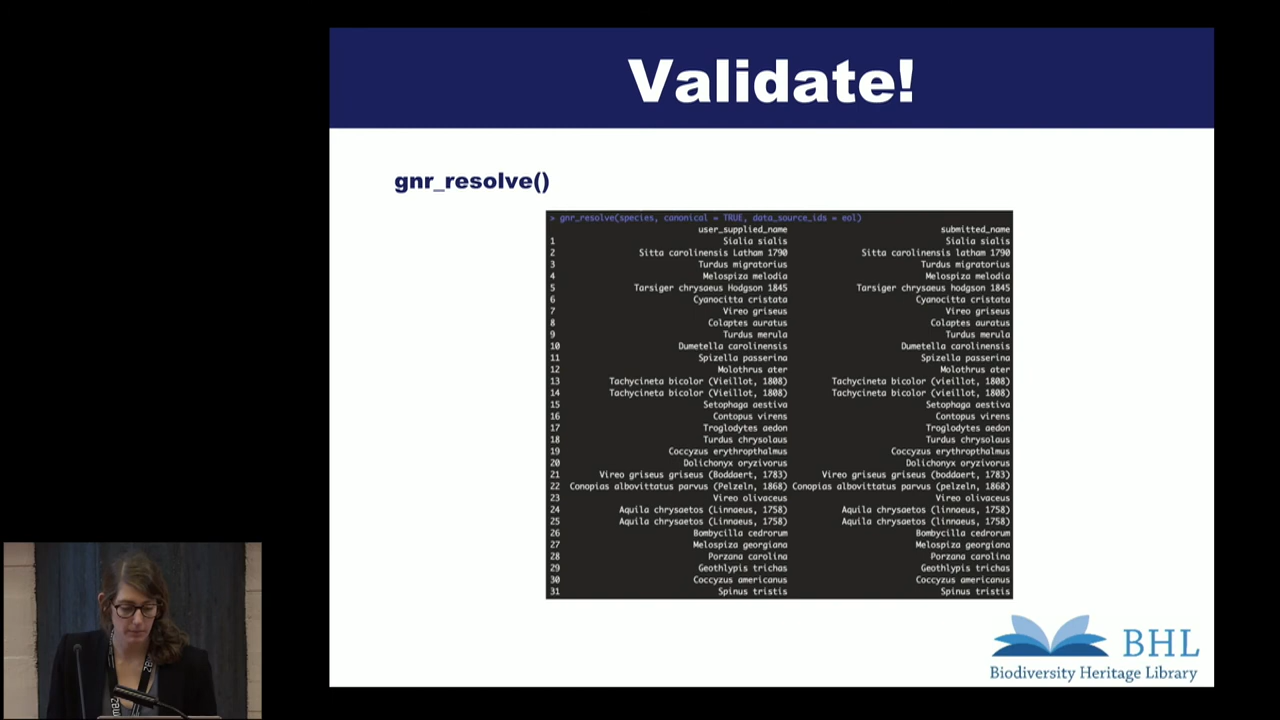 Validate!
gnr_resolve()
> gnr_resolve(species, canonical = TRUE, data_source_ids = eol)
user_supplied_name submitted_name
1 Sialia sialis Sialia sialis
2 Sitta carolinensis Latham 1790 Sitta carolinensis latham 1790
3 Turdus migratorius Turdus migratorius
4 Melospiza melodia Melospiza melodia
5 Tarsiger chrysaeus Hodgson 1845 Tarsiger chrysaeus hodgson 1845
6 Cyanocitta cristata Cyanocitta cristata
7 Vireo griseus Vireo griseus
8 Colaptes auratus Colaptes auratus
9 Turdus merula Turdus merula
10 Dumetella carolinensis Dumetella carolinensis
11 Spizella passerina Spizella passerina
12 Molothrus ater Molothrus ater
13 Tachycineta bicolor (Vieillot, 1808) Tachycineta bicolor (vieillot, 1808)
14 Tachycineta bicolor (Vieillot, 1808) Tachycineta bicolor (vieillot, 1808)
15 Setophaga aestiva Setophaga aestiva
16 Contopus virens Contopus virens
17 Troglodytes aedon Troglodytes aedon
18 Turdus chrysolaus Turdus chrysolaus
19 Coccyzus erythropthalmus Coccyzus erythropthalmus
20 Dolichonyx oryzivorus Dolichonyx oryzivorus
21 Vireo griseus griseus (Boddaert, 1783) Vireo griseus griseus (boddaert, 1783)
22 Conopias albovittatus parvus (Pelzeln, 1868) Conopias albovittatus parvus (pelzeln, 1868)
23 Vireo olivaceus Vireo olivaceus
24 Aquila chrysaetos (Linnaeus, 1758) Aquila chrysaetos (linnaeus, 1758)
25 Aquila chrysaetos (Linnaeus, 1758) Aquila chrysaetos (linnaeus, 1758)
26 Bombycilla cedrorum Bombycilla cedrorum
27 Melospiza georgiana Melospiza georgiana
28 Porzana carolina Porzana carolina
29 Geothlypis trichas Geothlypis trichas
30 Coccyzus americanus Coccyzus americanus
31 Spinus tristis Spinus tristis
BHL
Biodiversity Heritage Library